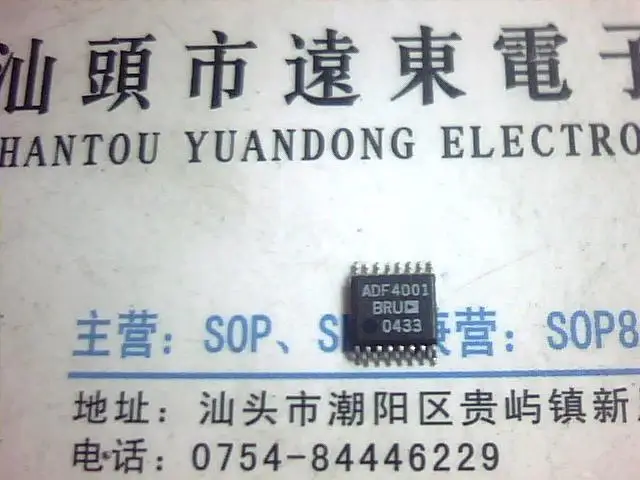 汕頭市遠東電子
HANTOU YUANDONG ELECTRO
ADF4001
BRU
0433
主营：SOP、S 兼营：SOP8
地址：汕头市潮阳区贵屿镇新
电话：0754-84446229